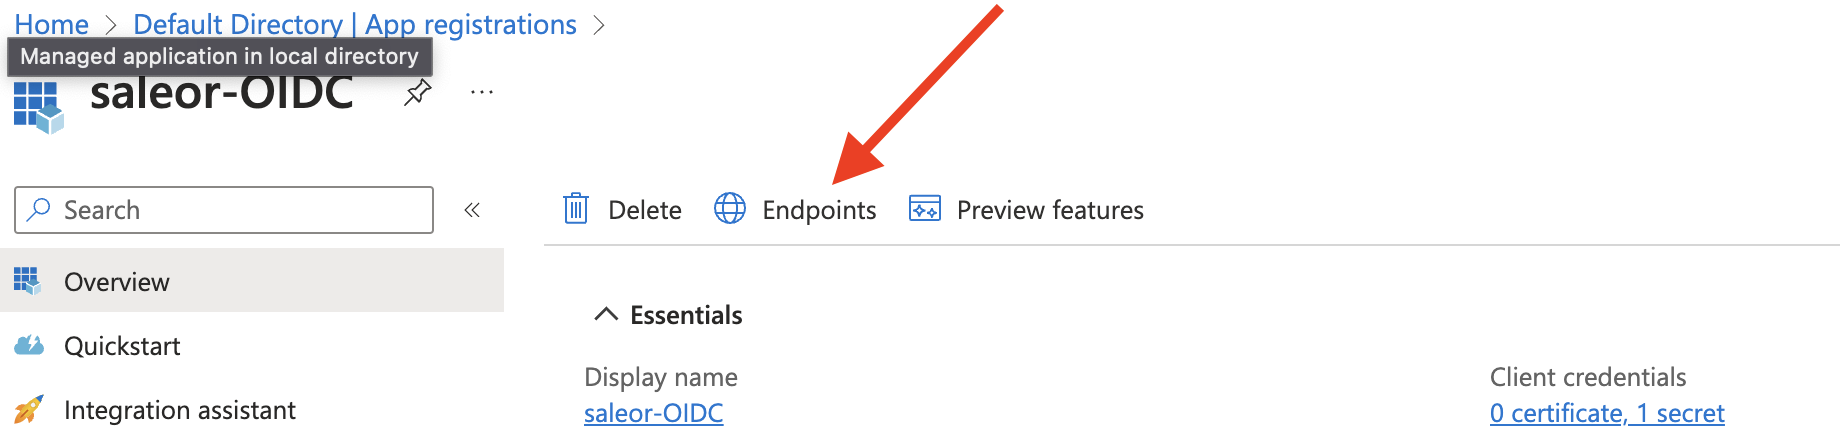 Home > Default Directory | App registrations >
Managed application in local directory
saleor-OIDC ...
Search «
Delete Endpoints Preview features
Overview
Essentials
Quickstart
Display name Client credentials
Integration assistant
saleor-OIDC 0 certificate, 1 secret